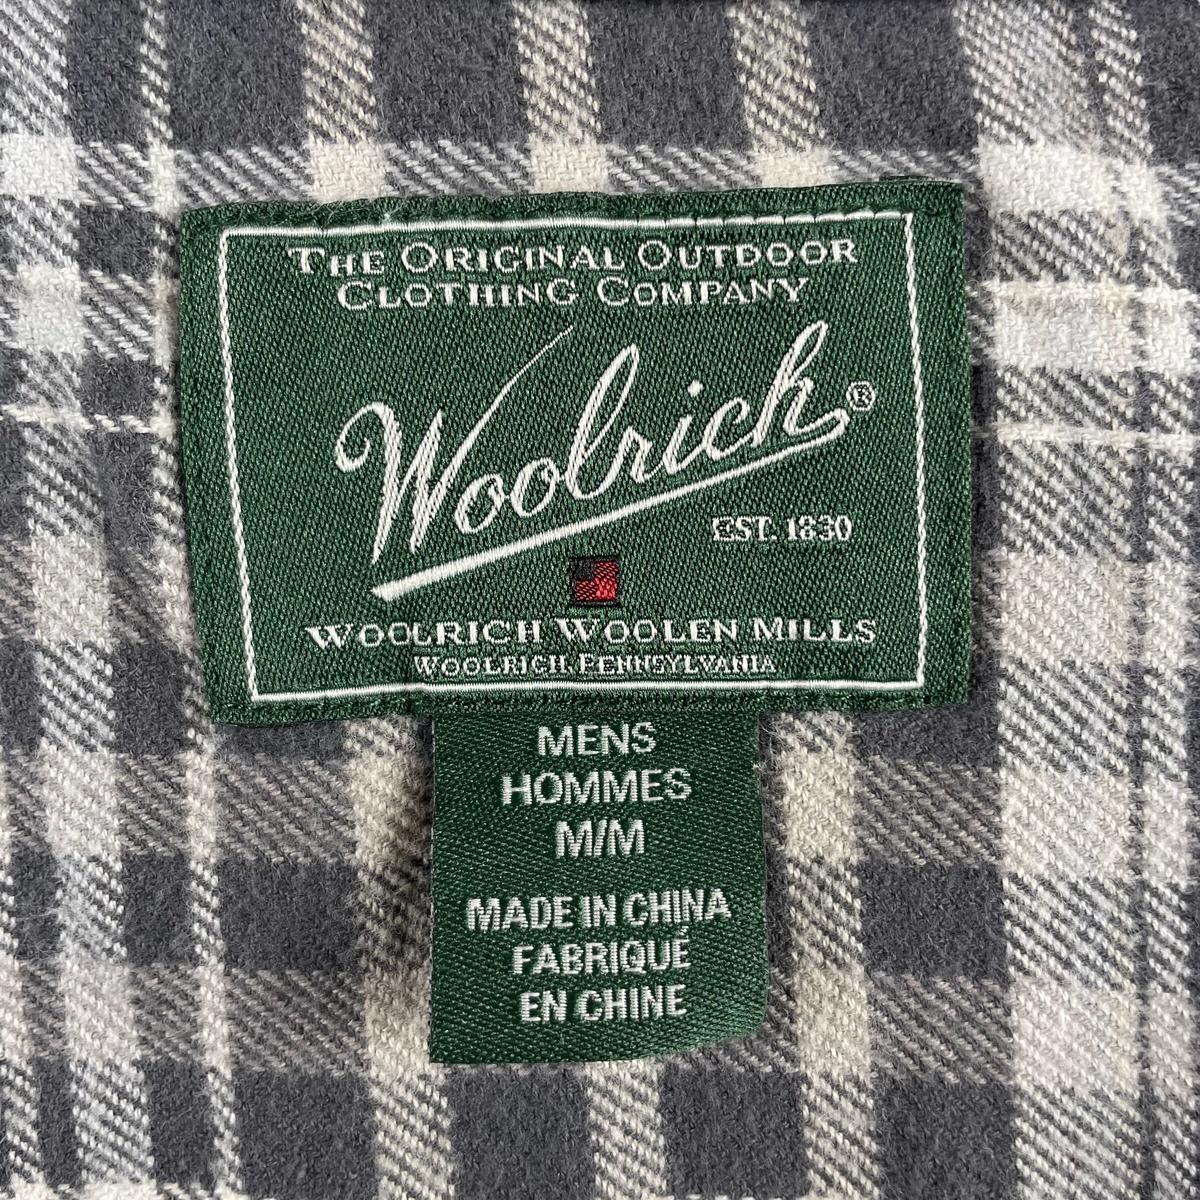 THE ORIGINAL OUTDOOR
CLOTHING COMPANY
Woolrich®
EST. 1830
WOOLRICH WOOLEN MILLS
WOOLRICH, PENNSYLVANIA
MENS
HOMMES
M/M
MADE IN CHINA
FABRIQUÉ
EN CHINE